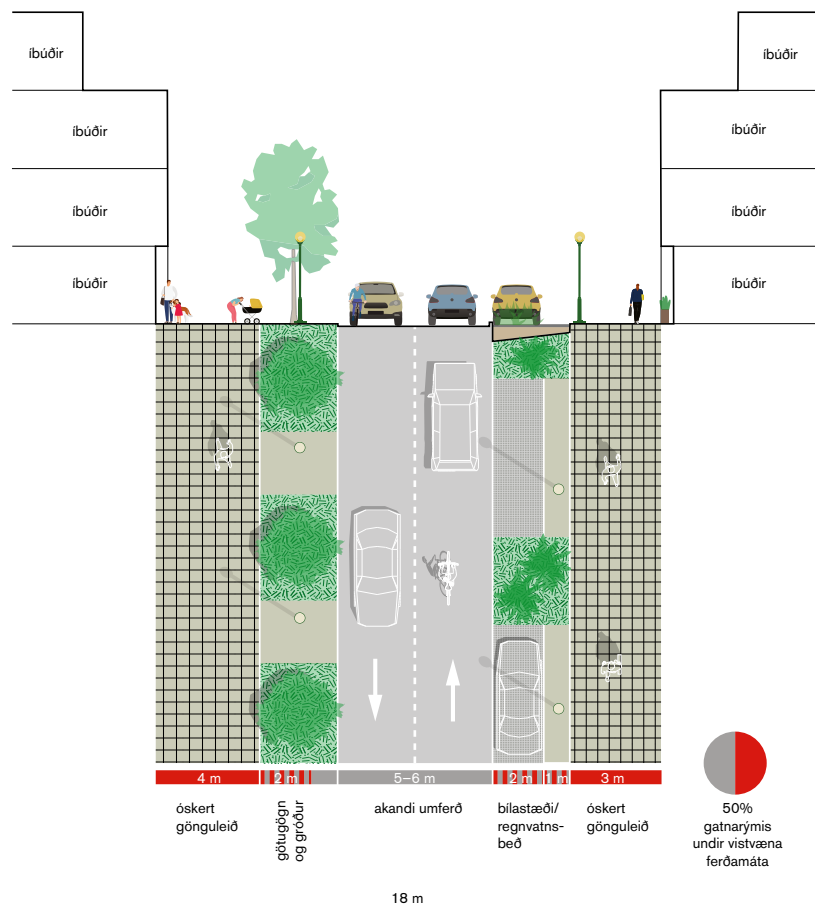 íbúðir
íbúðir
íbúðir
íbúðir
íbúðir
íbúðir
íbúðir
íbúðir
4 m
2 m
5–6 m
2 m
1 m
3 m
óskert
gönguleið
götugögn
og gróður
akandi umferð
bílastæði/
regnvatns-
beð
óskert
gönguleið
50%
gatnarýmis
undir vistvæna
ferðamáta
18 m